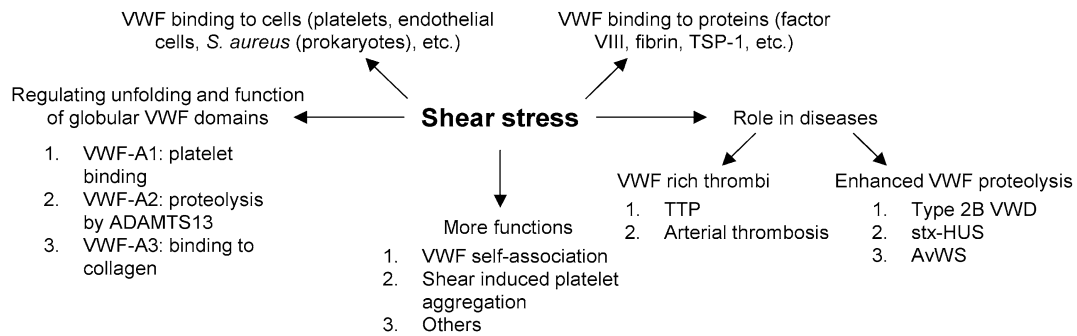 VWF binding to cells (platelets, endothelial
cells, S. aureus (prokaryotes), etc.)
VWF binding to proteins (factor
VIII, fibrin, TSP-1, etc.)
Regulating unfolding and function
of globular VWF domains
1. VWF-A1: platelet
binding
2. VWF-A2: proteolysis
by ADAMTS13
3. VWF-A3: binding to
collagen
Shear stress
More functions
1. VWF self-association
2. Shear induced platelet
aggregation
3. Others
Role in diseases
VWF rich thrombi
1. TTP
2. Arterial thrombosis
Enhanced VWF proteolysis
1. Type 2B VWD
2. stx-HUS
3. AvWS